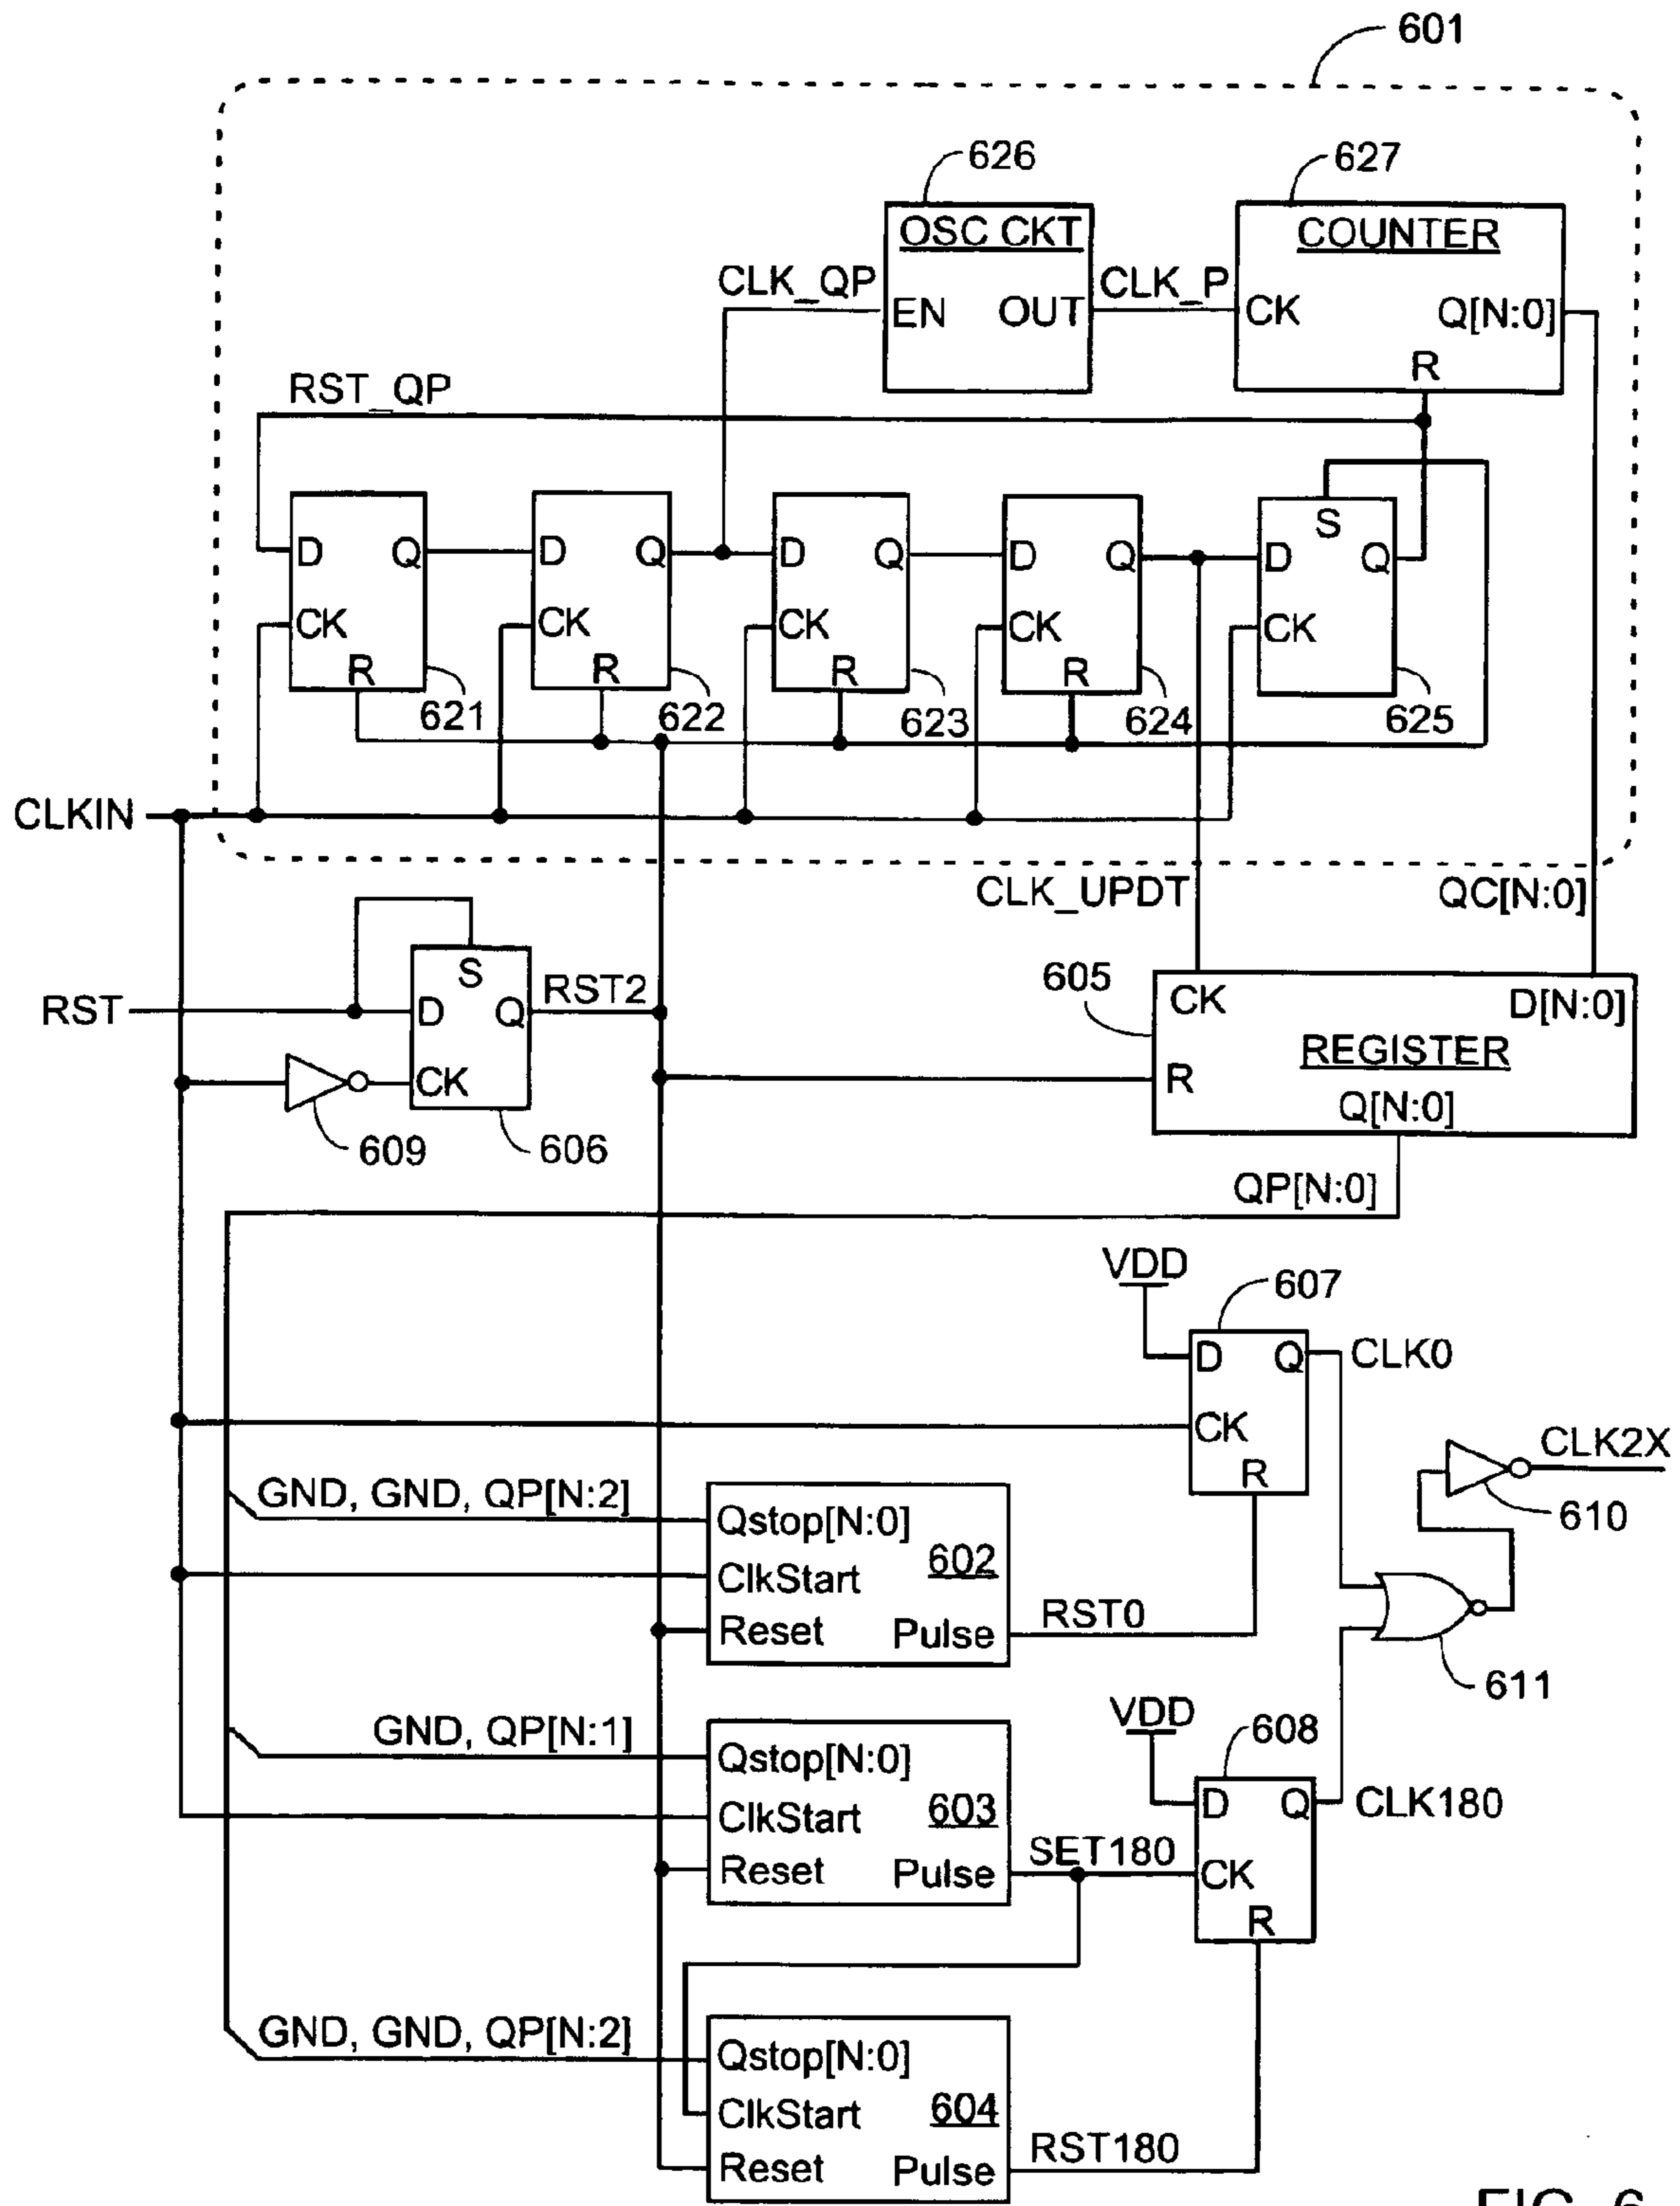 601
626
627
OSC CKT
COUNTER
CLK_QP
EN
OUT
CLK_P
CK
Q[N:0]
R
RST_QP
D
Q
CK
R
621
D
Q
CK
R
622
D
Q
CK
R
623
D
Q
CK
R
624
S
D
Q
CK
625
CLKIN
CLK_UPDT
QC[N:0]
RST
S
D
Q
CK
RST2
609
606
605
CK
D[N:0]
REGISTER
R
Q[N:0]
QP[N:0]
VDD
607
D
Q
CK
R
CLK0
CLK2X
610
GND, GND, QP[N:2]
Qstop[N:0]
ClkStart
602
Reset
Pulse
RST0
611
GND, QP[N:1]
Qstop[N:0]
ClkStart
603
Reset
Pulse
SET180
VDD
608
D
Q
CK
R
CLK180
GND, GND, QP[N:2]
Qstop[N:0]
ClkStart
604
Reset
Pulse
RST180